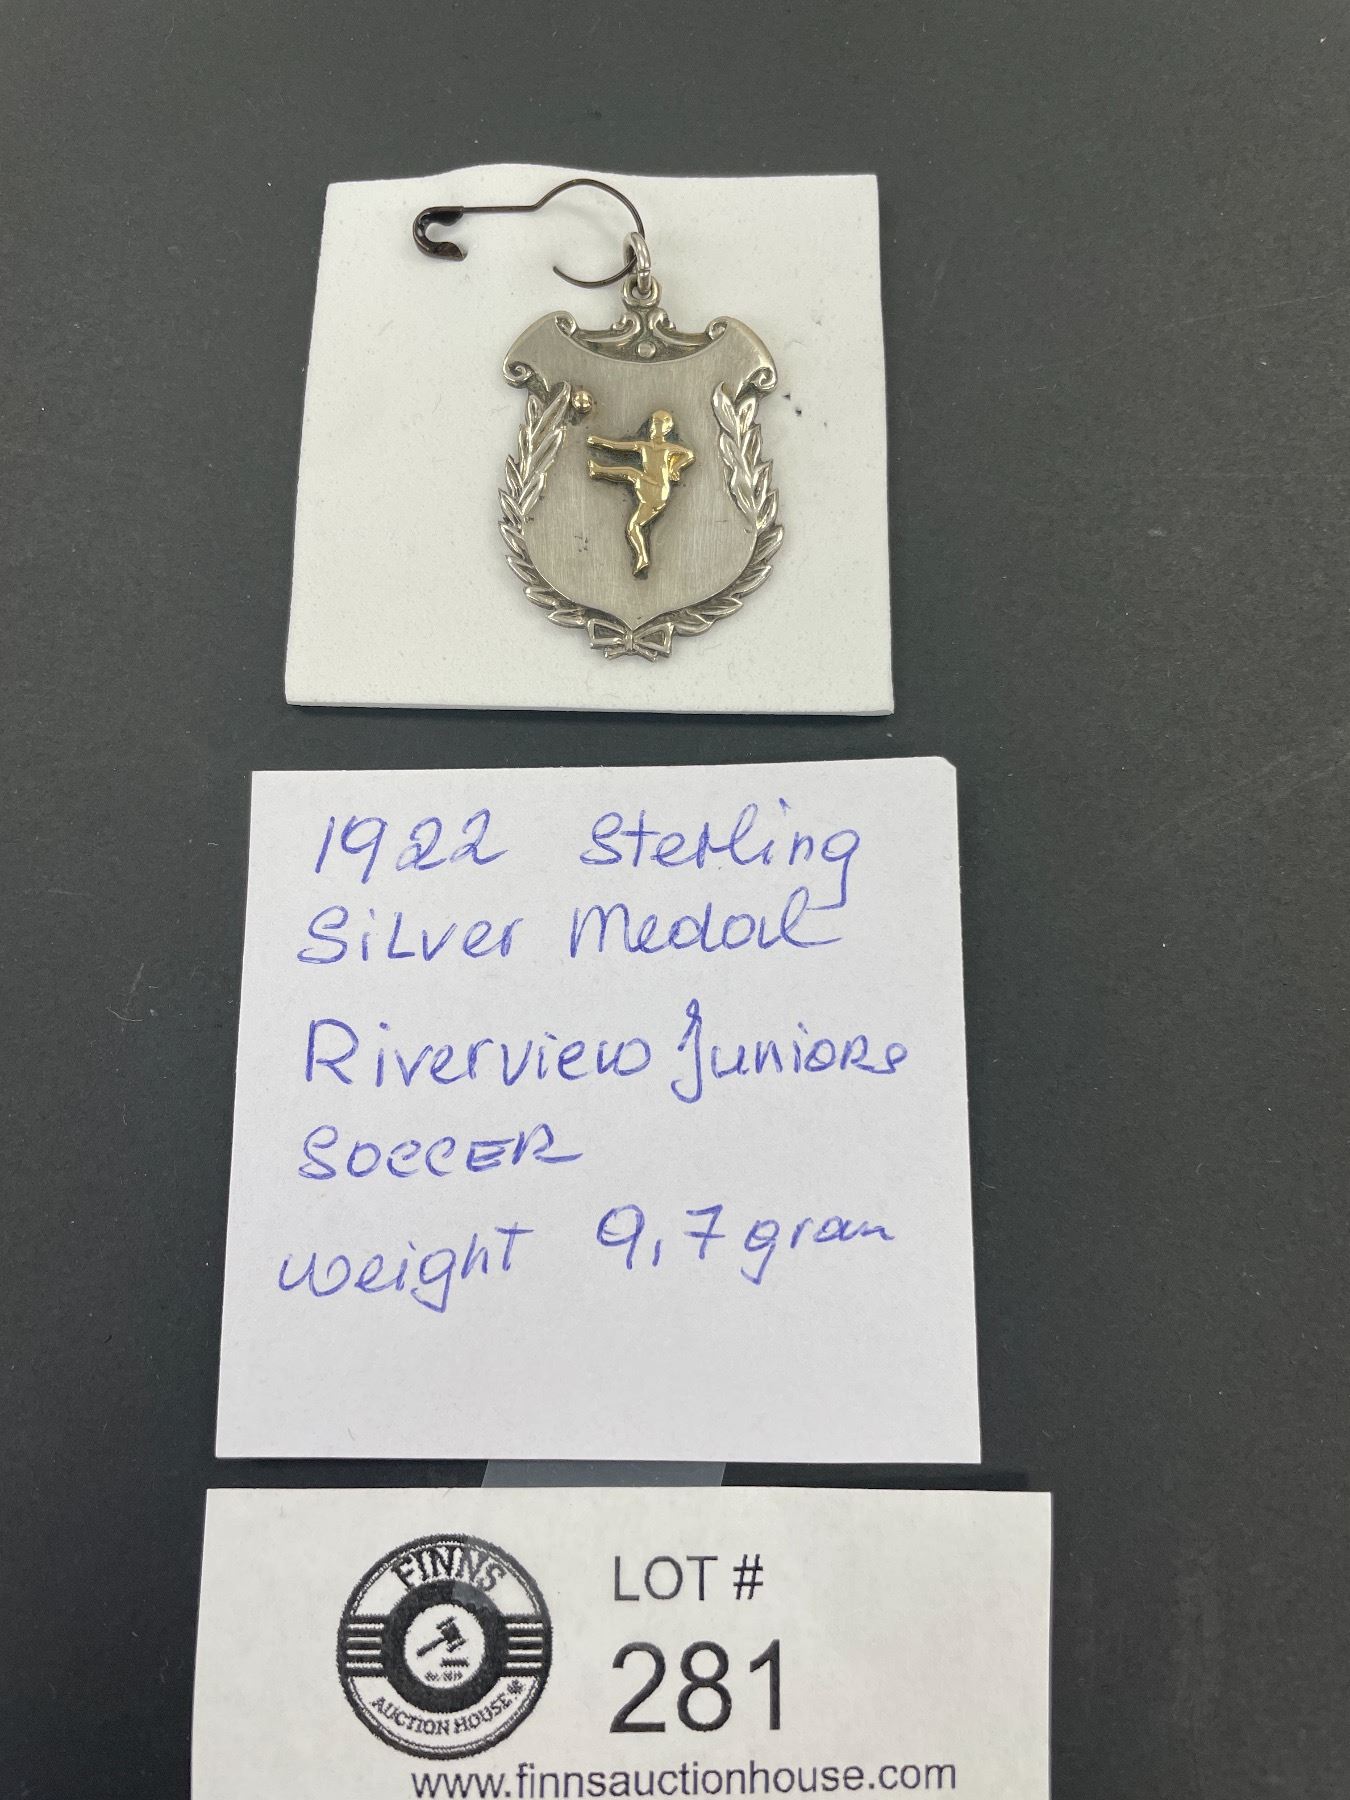 1922 Sterling
Silver Medal
Riverview Juniors
SOCCER
weight 9,7 gram
FINNS
AUCTION HOUSE
LOT #
281
www.finnsauctionhouse.com